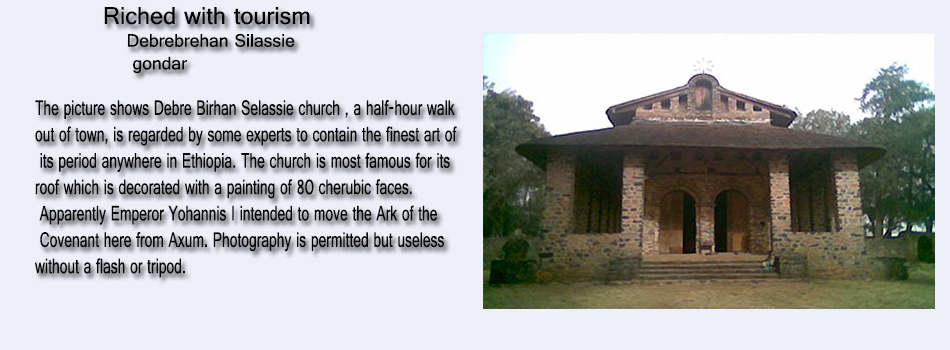 Riched with tourism
Debrebrehan Silassie
gondar
The picture shows Debre Birhan Selassie church , a half-hour walk
out of town, is regarded by some experts to contain the finest art of
its period anywhere in Ethiopia. The church is most famous for its
roof which is decorated with a painting of 80 cherubic faces.
Apparently Emperor Yohannis I intended to move the Ark of the
Covenant here from Axum. Photography is permitted but useless
without a flash or tripod.